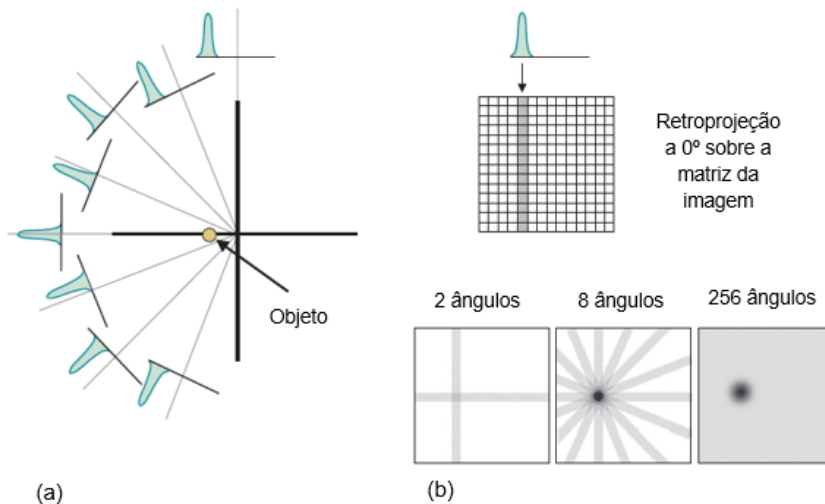 Objeto
(a)
Retroprojeção
a 0º sobre a
matriz da
imagem
2 ângulos
8 ângulos
256 ângulos
(b)